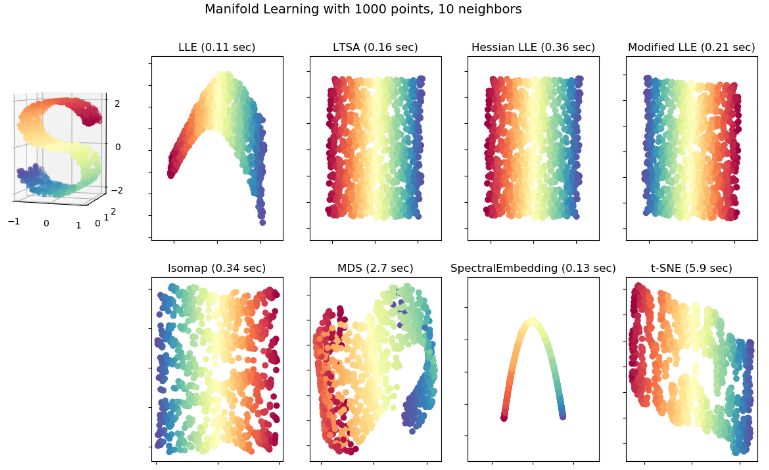 Manifold Learning with 1000 points, 10 neighbors
LLE (0.11 sec)
LTSA (0.16 sec)
Hessian LLE (0.36 sec)
Modified LLE (0.21 sec)
2
0
−2
−1
0
1
0
1
2
Isomap (0.34 sec)
MDS (2.7 sec)
SpectralEmbedding (0.13 sec)
t-SNE (5.9 sec)